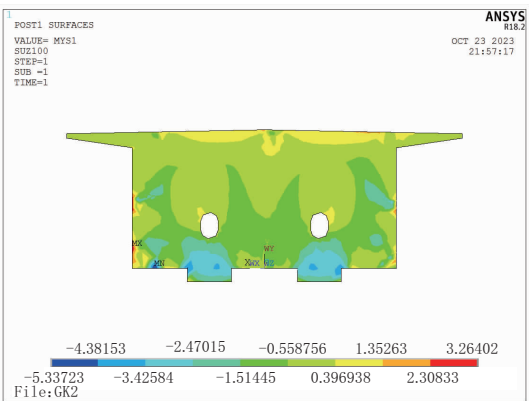 1
POST1 SURFACES
ANSYS
R18.2
VALUE= MYS1
SUZ100
STEP=1
SUB =1
TIME=1
OCT 23 2023
21:57:17
MX
MN
WY
X
WX
WZ
−4.38153 −2.47015 −0.558756 1.35263 3.26402
−5.33723 −3.42584 −1.51445 0.396938 2.30833
File:GK2